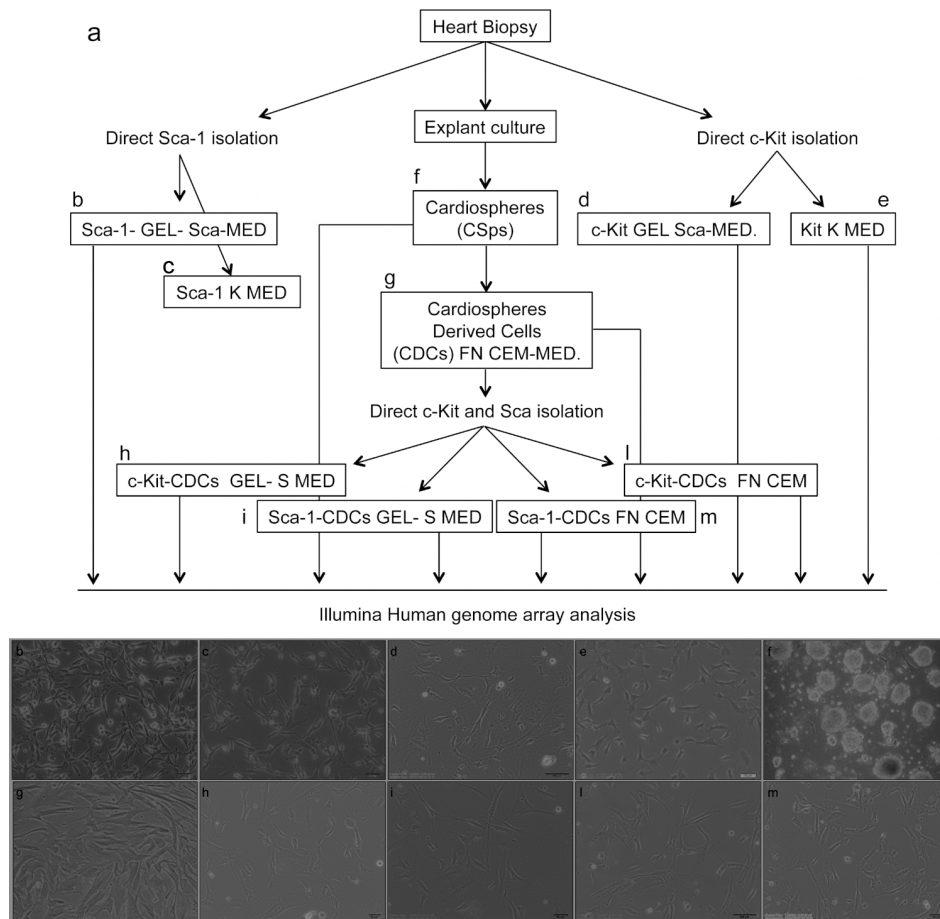 a
Heart Biopsy
Direct Sca-1 isolation
Explant culture
Direct c-Kit isolation
b
Sca-1- GEL- Sca-MED
c
Sca-1 K MED
f
Cardiospheres
(CSps)
d
c-Kit GEL Sca-MED.
e
Kit K MED
g
Cardiospheres
Derived Cells
(CDCs) FN CEM-MED.
Direct c-Kit and Sca isolation
h
c-Kit-CDCs GEL- S MED
i
Sca-1-CDCs GEL- S MED
Sca-1-CDCs FN CEM
m
l
c-Kit-CDCs FN CEM
Illumina Human genome array analysis
b
c
d
e
f
g
h
i
l
m